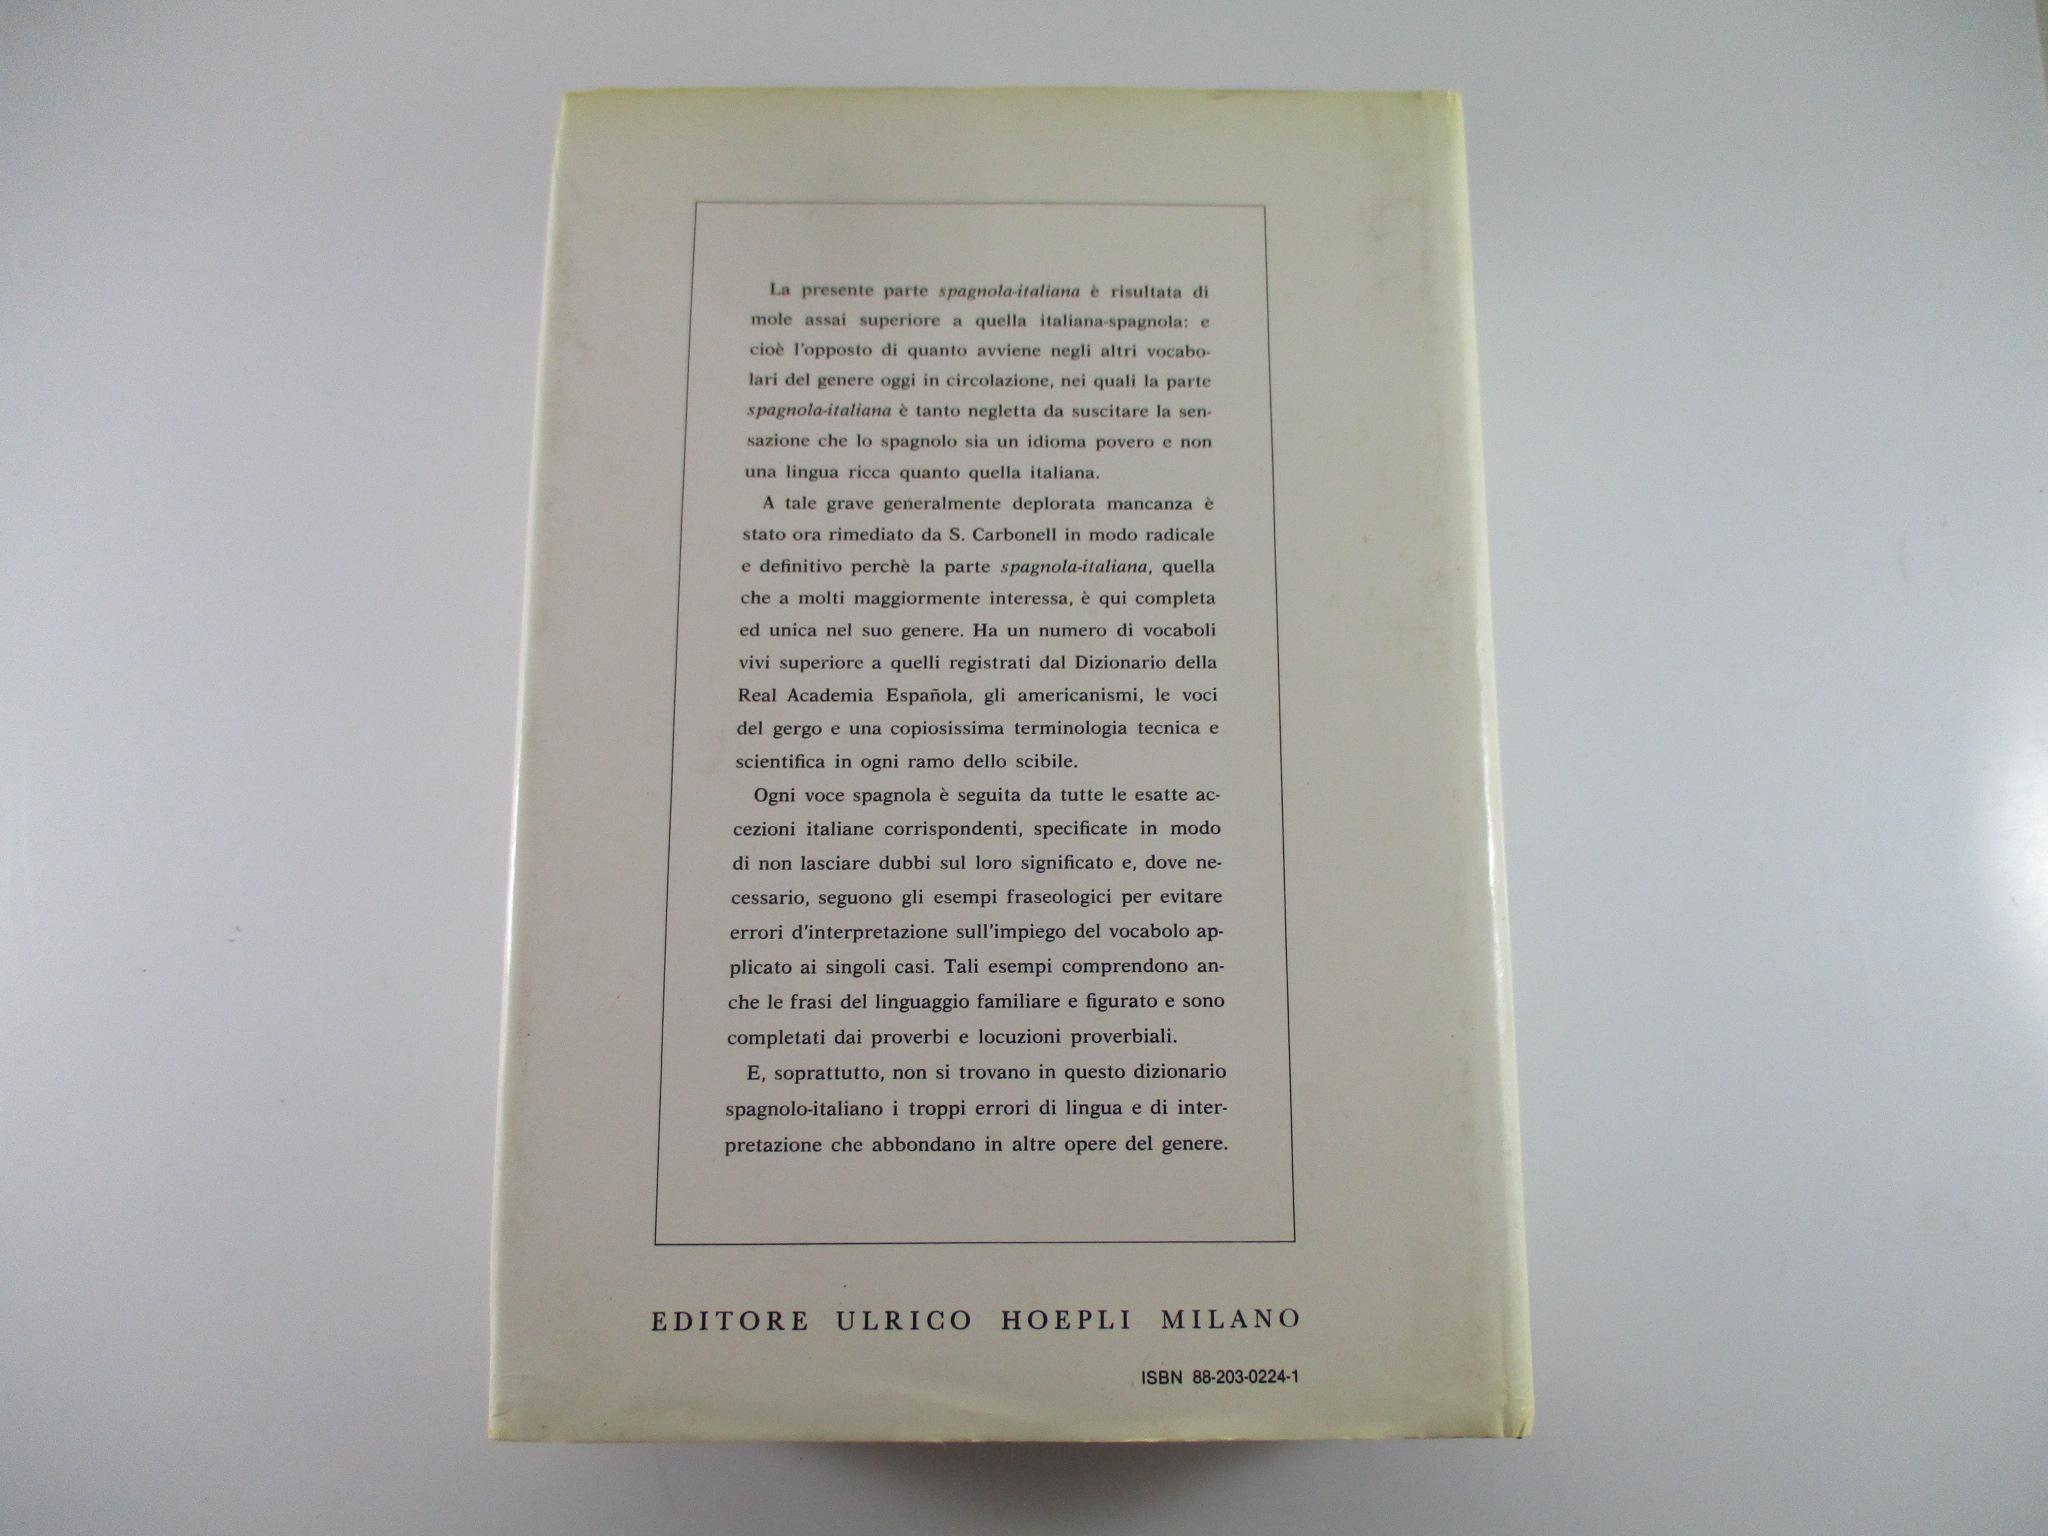 La presente parte spagnola-italiana è risultata di
mole assai superiore a quella italiana-spagnola: e
cioè l'opposto di quanto avviene negli altri vocabo-
lari del genere oggi in circolazione, nei quali la parte
spagnola-italiana è tanto negletta da suscitare la sen-
sazione che lo spagnolo sia un idioma povero e non
una lingua ricca quanto quella italiana.
A tale grave generalmente deplorata mancanza è
stato ora rimediato da S. Carbonell in modo radicale
e definitivo perchè la parte spagnola-italiana, quella
che a molti maggiormente interessa, è qui completa
ed unica nel suo genere. Ha un numero di vocaboli
vivi superiore a quelli registrati dal Dizionario della
Real Academia Española, gli americanismi, le voci
del gergo e una copiosissima terminologia tecnica e
scientifica in ogni ramo dello scibile.
Ogni voce spagnola è seguita da tutte le esatte ac-
cezioni italiane corrispondenti, specificate in modo
di non lasciare dubbi sul loro significato e, dove ne-
cessario, seguono gli esempi fraseologici per evitare
errori d'interpretazione sull'impiego del vocabolo ap-
plicato ai singoli casi. Tali esempi comprendono an-
che le frasi del linguaggio familiare e figurato e sono
completati dai proverbi e locuzioni proverbiali.
E, soprattutto, non si trovano in questo dizionario
spagnolo-italiano i troppi errori di lingua e di inter-
pretazione che abbondano in altre opere del genere.
EDITORE ULRICO HOEPLI MILANO
ISBN 88-203-0224-1